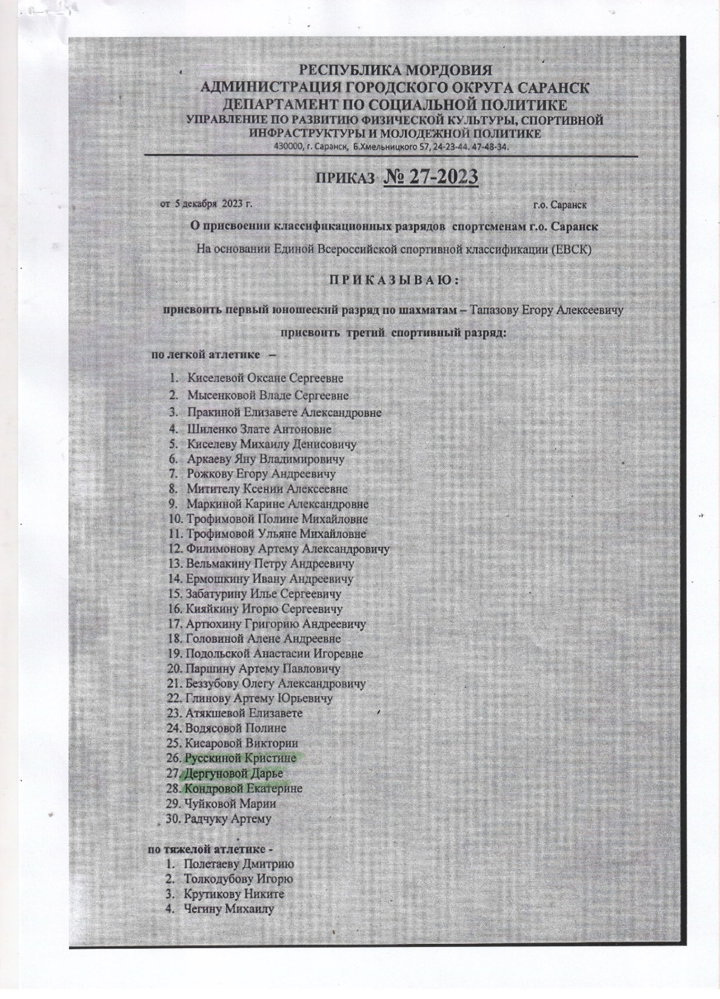 РЕСПУБЛИКА МОРДОВИЯ
АДМИНИСТРАЦИЯ ГОРОДСКОГО ОКРУГА САРАНСК
ДЕПАРТАМЕНТ ПО СОЦИАЛЬНОЙ ПОЛИТИКЕ
УПРАВЛЕНИЕ ПО РАЗВИТИЮ ФИЗИЧЕСКОЙ КУЛЬТУРЫ, СПОРТИВНОЙ
ИНФРАСТРУКТУРЫ И МОЛОДЕЖНОЙ ПОЛИТИКЕ
430000, г. Саранск, Б.Хмельницкого 57, 24-23-44. 47-48-34.
ПРИКАЗ № 27-2023
от 5 декабря 2023 г. г.о. Саранск
О присвоении классификационных разрядов спортсменам г.о. Саранск
На основании Единой Всероссийской спортивной классификации (ЕВСК)
П Р И К А З Ы В А Ю :
присвоить первый юношеский разряд по шахматам – Тапазову Егору Алексеевичу
присвоить третий спортивный разряд:
по легкой атлетике –
1. Киселевой Оксане Сергеевне
2. Мысенковой Владе Сергеевне
3. Пракиной Елизавете Александровне
4. Шиленко Злате Антоновне
5. Киселеву Михаилу Денисовичу
6. Аркаеву Яну Владимировичу
7. Рожкову Егору Андреевичу
8. Митителу Ксении Алексеевне
9. Маркиной Карине Александровне
10. Трофимовой Полине Михайловне
11. Трофимовой Ульяне Михайловне
12. Филимонову Артему Александровичу
13. Вельмакину Петру Андреевичу
14. Ермошкину Ивану Андреевичу
15. Забатурину Илье Сергеевичу
16. Кияйкину Игорю Сергеевичу
17. Артюхину Григорию Андреевичу
18. Головиной Алене Андреевне
19. Подольской Анастасии Игоревне
20. Паршину Артему Павловичу
21. Беззубову Олегу Александровичу
22. Глинову Артему Юрьевичу
23. Атякшевой Елизавете
24. Водясовой Полине
25. Кисаровой Виктории
26. Русскиной Кристине
27. Дергуновой Дарье
28. Кондровой Екатерине
29. Чуйковой Марии
30. Радчуку Артему
по тяжелой атлетике -
1. Полетаеву Дмитрию
2. Толкодубову Игорю
3. Крутикову Никите
4. Чегину Михаилу